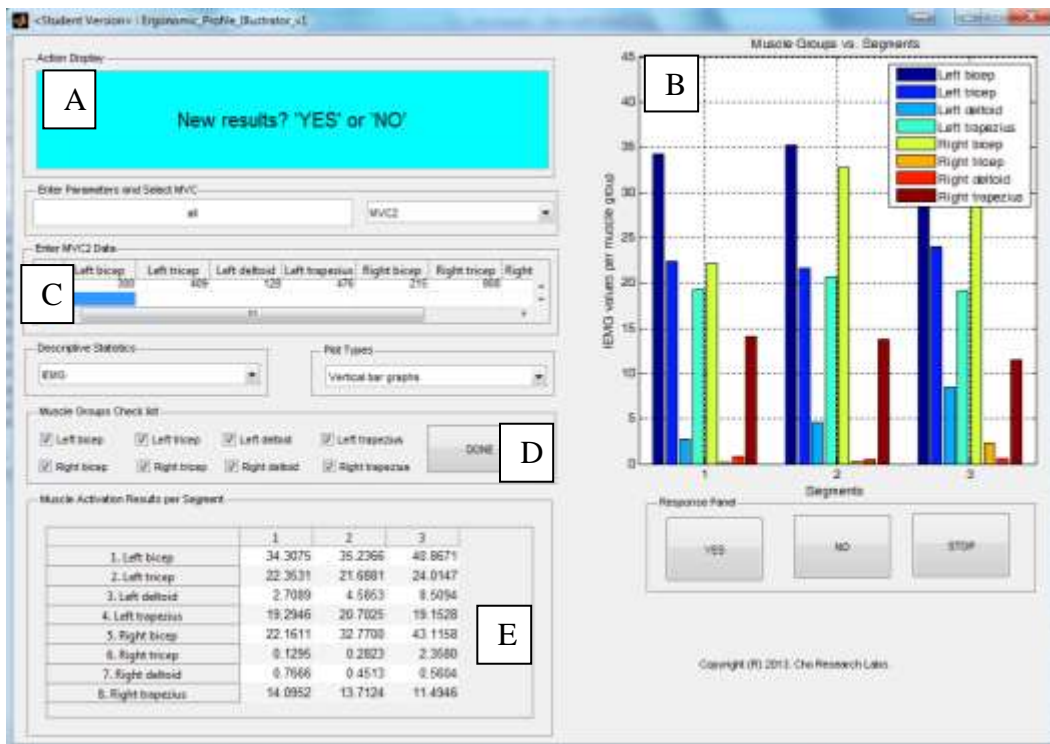 <Student Version> : Ergonomic_Profile_Illustrator_v1
Action Display
A
New results? 'YES' or 'NO'
Enter Parameters and Select MVC
all
MVC2
Enter MVC2 Data
Left bicep Left tricep Left deltoid Left trapezius Right bicep Right tricep Right
409 476
C
Descriptive Statistics
IEMG
Plot Types
Vertical bar graphs
Muscle Groups Check list
Left bicep Left tricep Left deltoid Left trapezius
Right bicep Right tricep Right deltoid Right trapezius
DONE
D
Muscle Activation Results per Segment
1 2 3
1. Left bicep 34.3075 35.2366 40.8671
2. Left tricep 22.3531 21.6881 24.0147
3. Left deltoid 2.7089 4.5853 8.5094
4. Left trapezius 19.2946 20.7025 19.1528
5. Right bicep 22.1611 32.7700 43.1158
6. Right tricep 0.1295 0.2823 2.3580
7. Right deltoid 0.7666 0.4513 0.5604
8. Right trapezius 14.0952 13.7124 11.4946
E
Muscle Groups vs. Segments
B
IEMG values per muscle group
45
40
35
30
25
20
15
10
5
0
1 2 3
Segments
Left bicep
Left tricep
Left deltoid
Left trapezius
Right bicep
Right tricep
Right deltoid
Right trapezius
Response Panel
YES
NO
STOP
Copyright (R) 2013. Cho Research Labs.